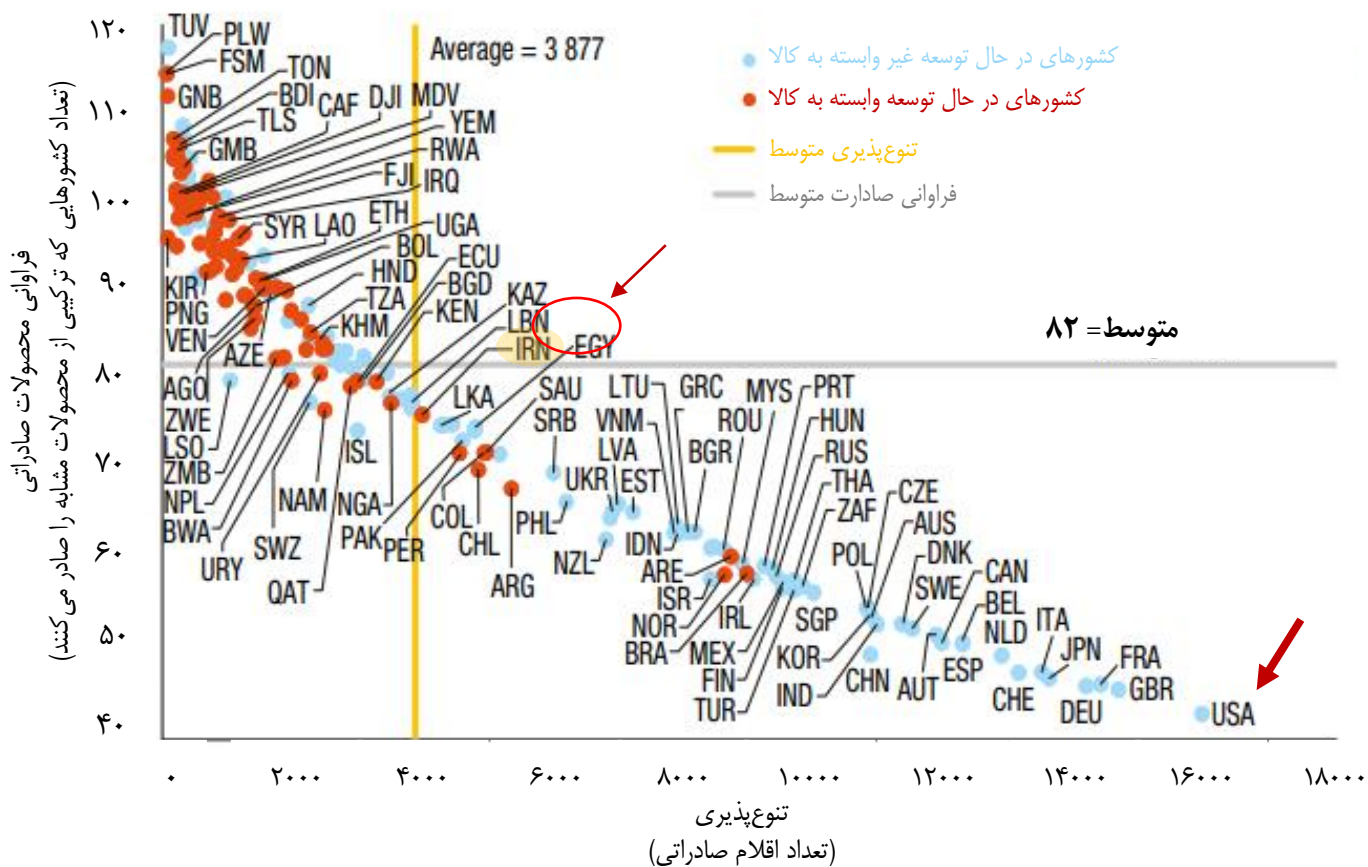 ۱۲۰
۱۱۰
۱۰۰
۹۰
۸۰
۷۰
۶۰
۵۰
۴۰
فراوانی محصولات صادراتی
(تعداد کشورهایی که ترکیبی از محصولات مشابه را صادر می‌کنند)
Average = 3 877
کشورهای در حال توسعه غیر وابسته به کالا
کشورهای در حال توسعه وابسته به کالا
تنوع‌پذیری متوسط
فراوانی صادارت متوسط
متوسط= ۸۲
TUV
PLW
FSM
TON
GNB
BDI
CAF
DJI
MDV
TLS
YEM
GMB
RWA
FJI
IRQ
ETH
SYR
LAO
UGA
BOL
ECU
HND
BGD
KIR
TZA
KEN
KAZ
PNG
LBN
VEN
KHM
IRN
EGY
AZE
AGO
ZWE
LSO
ZMB
NPL
BWA
URY
SWZ
NAM
QAT
ISL
NGA
PAK
PER
LKA
SAU
COL
CHL
ARG
SRB
PHL
UKR
NZL
LTU
VNM
LVA
EST
GRC
BGR
ROU
MYS
PRT
HUN
RUS
THA
ZAF
IDN
ARE
ISR
NOR
BRA
IRL
MEX
FIN
TUR
SGP
CZE
AUS
POL
DNK
SWE
CAN
BEL
NLD
KOR
IND
CHN
AUT
ESP
ITA
JPN
CHE
FRA
DEU
GBR
USA
۰
۲۰۰۰
۴۰۰۰
۶۰۰۰
۸۰۰۰
۱۰۰۰۰
۱۲۰۰۰
۱۴۰۰۰
۱۶۰۰۰
۱۸۰۰۰
تنوع‌پذیری
(تعداد اقلام صادراتی)